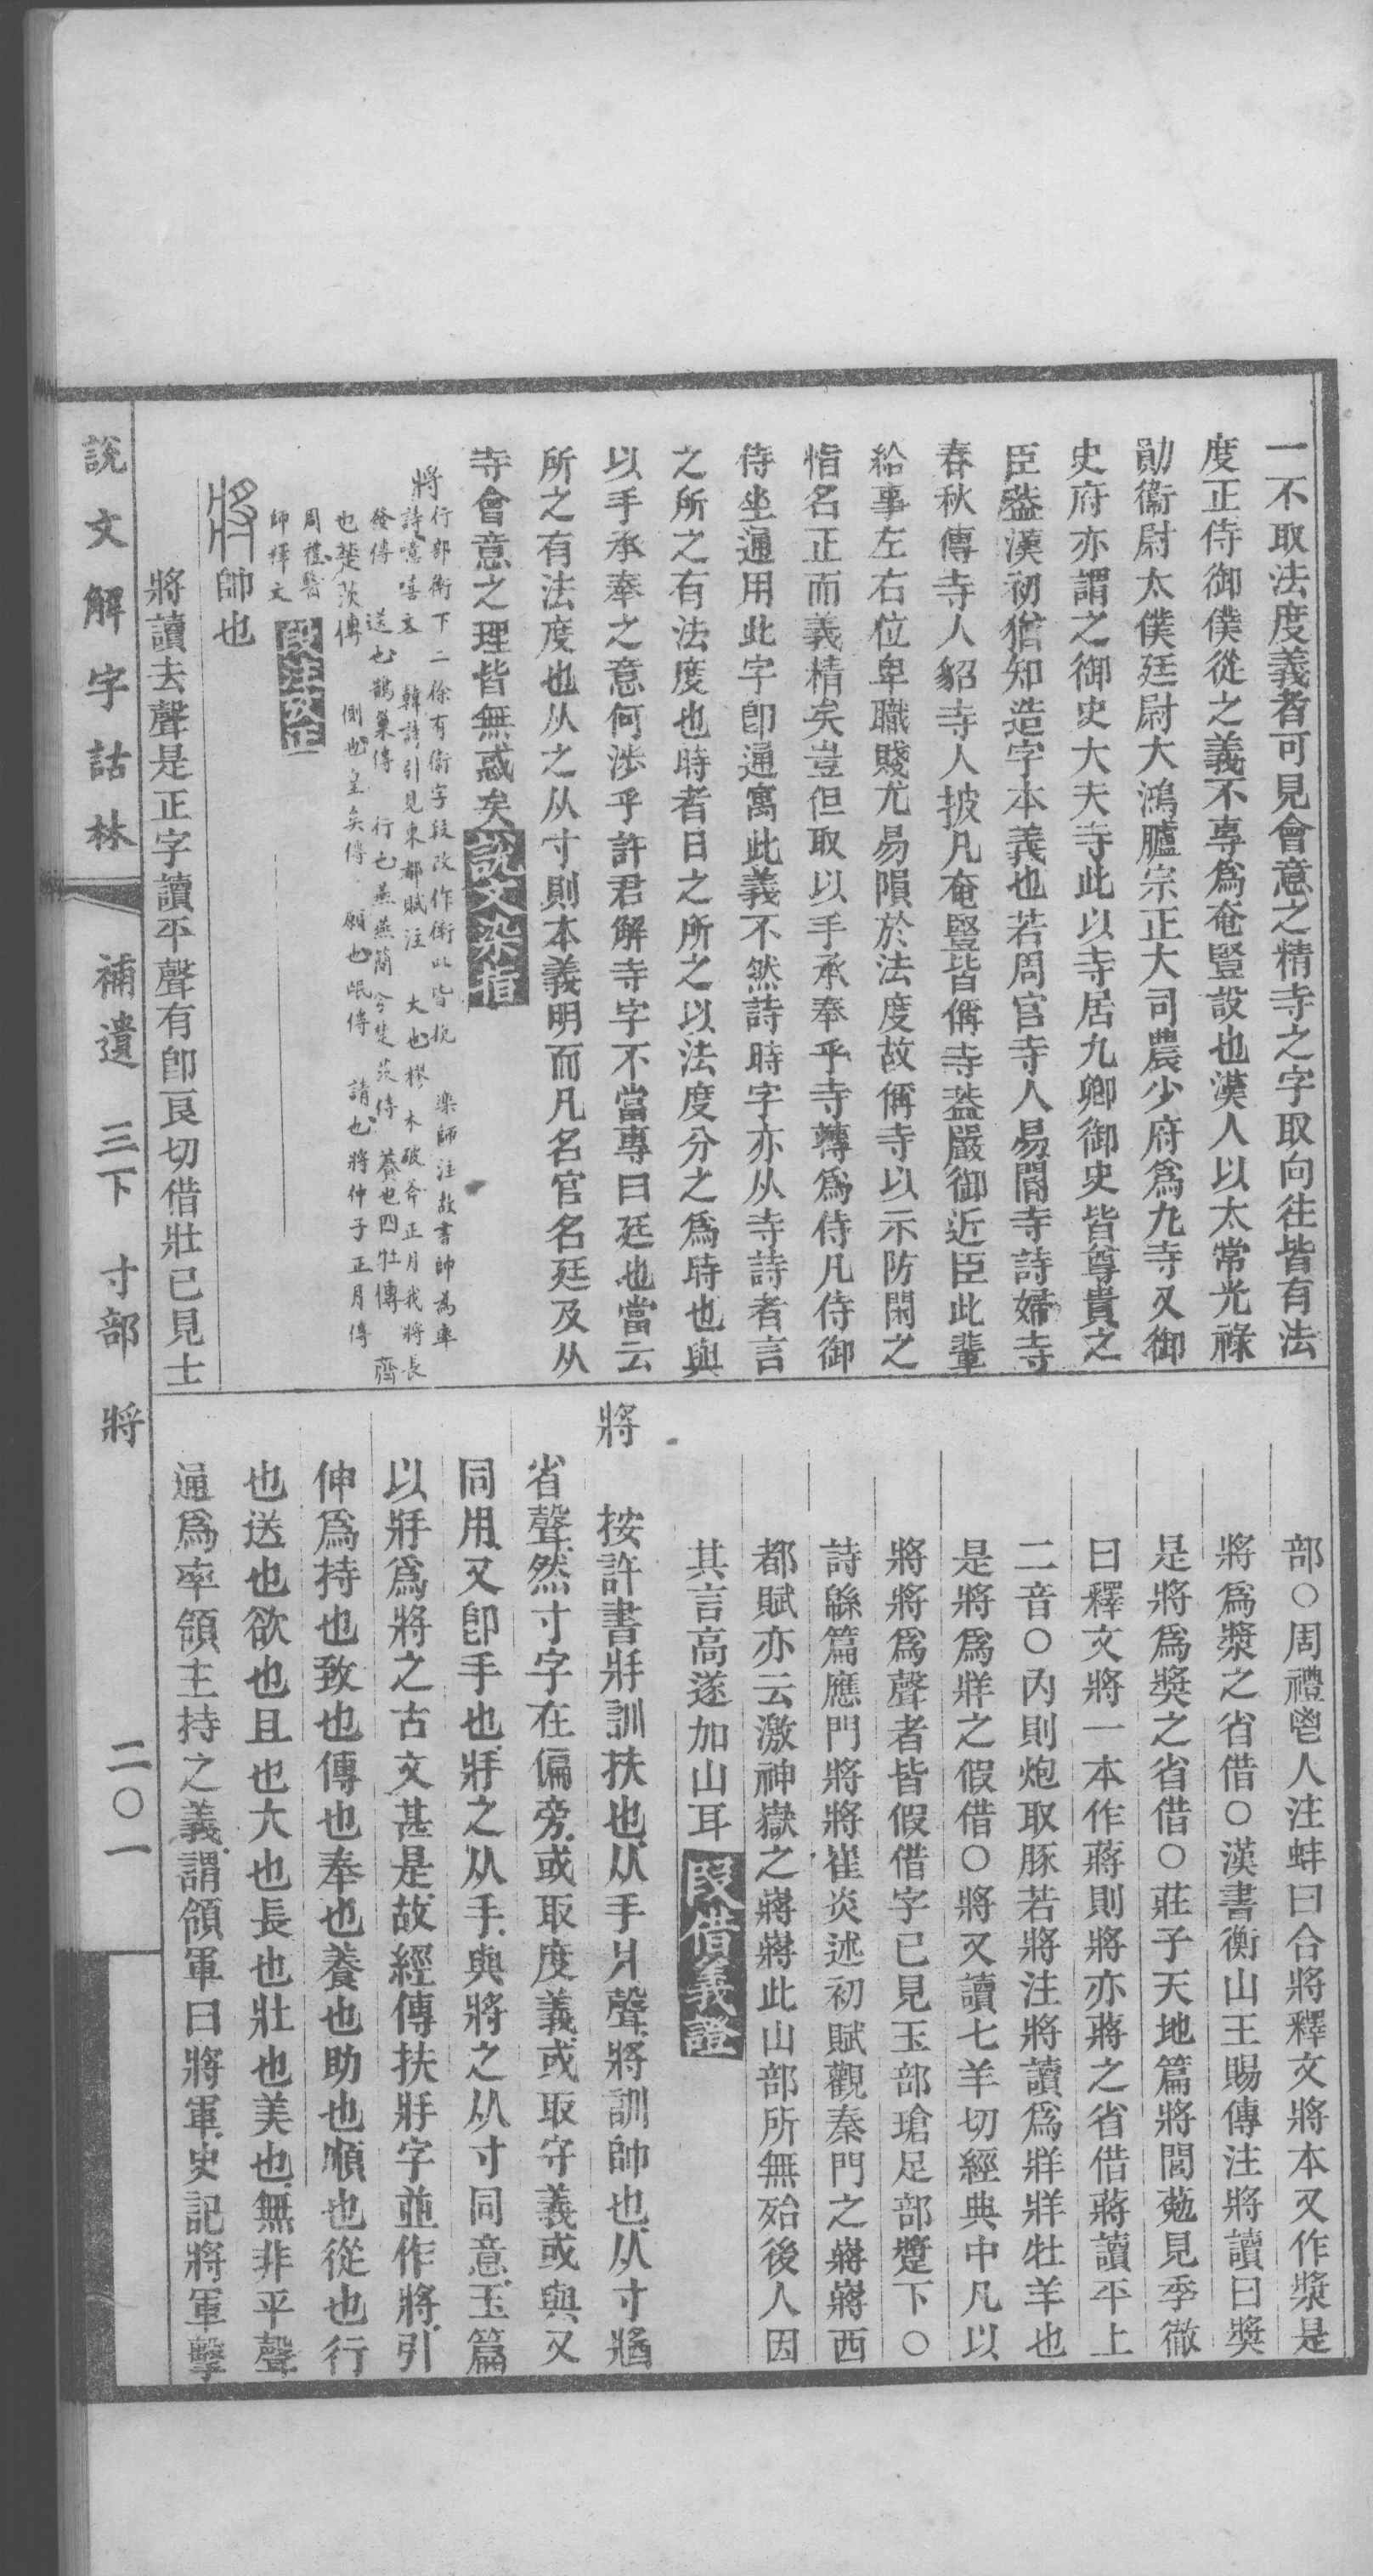 一不取法度義者可見會意之精寺之字取向往皆有法
度正侍御僕從之義不專爲奄豎設也漢人以太常光祿
勛衞尉太僕廷尉大鴻臚宗正大司農少府爲九寺又御
史府亦謂之御史大夫寺此以寺居九卿御史皆尊貴之
臣葢漢初猶知造字本義也若周官寺人易閽寺詩婦寺
春秋傳寺人貂寺人披凡奄豎皆偁寺葢嚴御近臣此輩
給事左右位卑職賤尤易隕於法度故偁寺以示防閑之
恉名正而義精矣豈但取以手承奉乎寺轉爲侍凡侍御
侍坐通用此字卽通寓此義不然詩時字亦从寺詩者言
之所之有法度也時者日之所之以法度分之爲時也與
以手承奉之意何涉乎許君解寺字不當專曰廷也當云
所之有法度也从之从寸則本義明而凡名官名廷及从
寺會意之理皆無惑矣說文染指
將
行部衛下二徐有衞字段改作衛此皆挩 樂師注故書帥爲率
詩噫嘻文 韓詩引見東都賦注 大也樛木破斧正月我將長
發傳 送也鵲巢傳 行也燕燕簡兮楚茨傳 養也四牡傳 齊
也楚茨傳 側也皇矣傳 願也氓傳 請也將仲子正月傳
周禮醫
師釋文 段注攷正
將帥也
將讀去聲是正字讀平聲有卽良切借壯已見士
部○周禮鬯人注蚌曰合將釋文將本又作漿是
將爲漿之省借○漢書衡山王賜傳注將讀曰獎
是將爲獎之省借○莊子天地篇將閭葂見季徹
曰釋文將一本作蔣則將亦蔣之省借蔣讀平上
二音○內則炮取豚若將注將讀爲牂牂牡羊也
是將爲牂之假借○將又讀七羊切經典中凡以
將將爲聲者皆假借字已見玉部瑲足部蹩下○
詩緜篇應門將將崔炎述初賦觀秦門之嶈嶈西
都賦亦云激神嶽之嶈嶈此山部所無殆後人因
其言高遂加山耳段借義證
將
按許書㸖訓扶也从手爿聲將訓帥也从寸牆
省聲然寸字在偏旁或取度義或取守義或與又
同用又卽手也㸖之从手與將之从寸同意玉篇
以㸖爲將之古文甚是故經傳扶㸖字並作將引
伸爲持也致也傳也奉也養也助也順也從也行
也送也欲也且也大也長也壯也美也無非平聲
通爲率領主持之義謂領軍曰將軍史記將軍擊
說文解字詁林 補遺 三下 寸部 將 二〇一